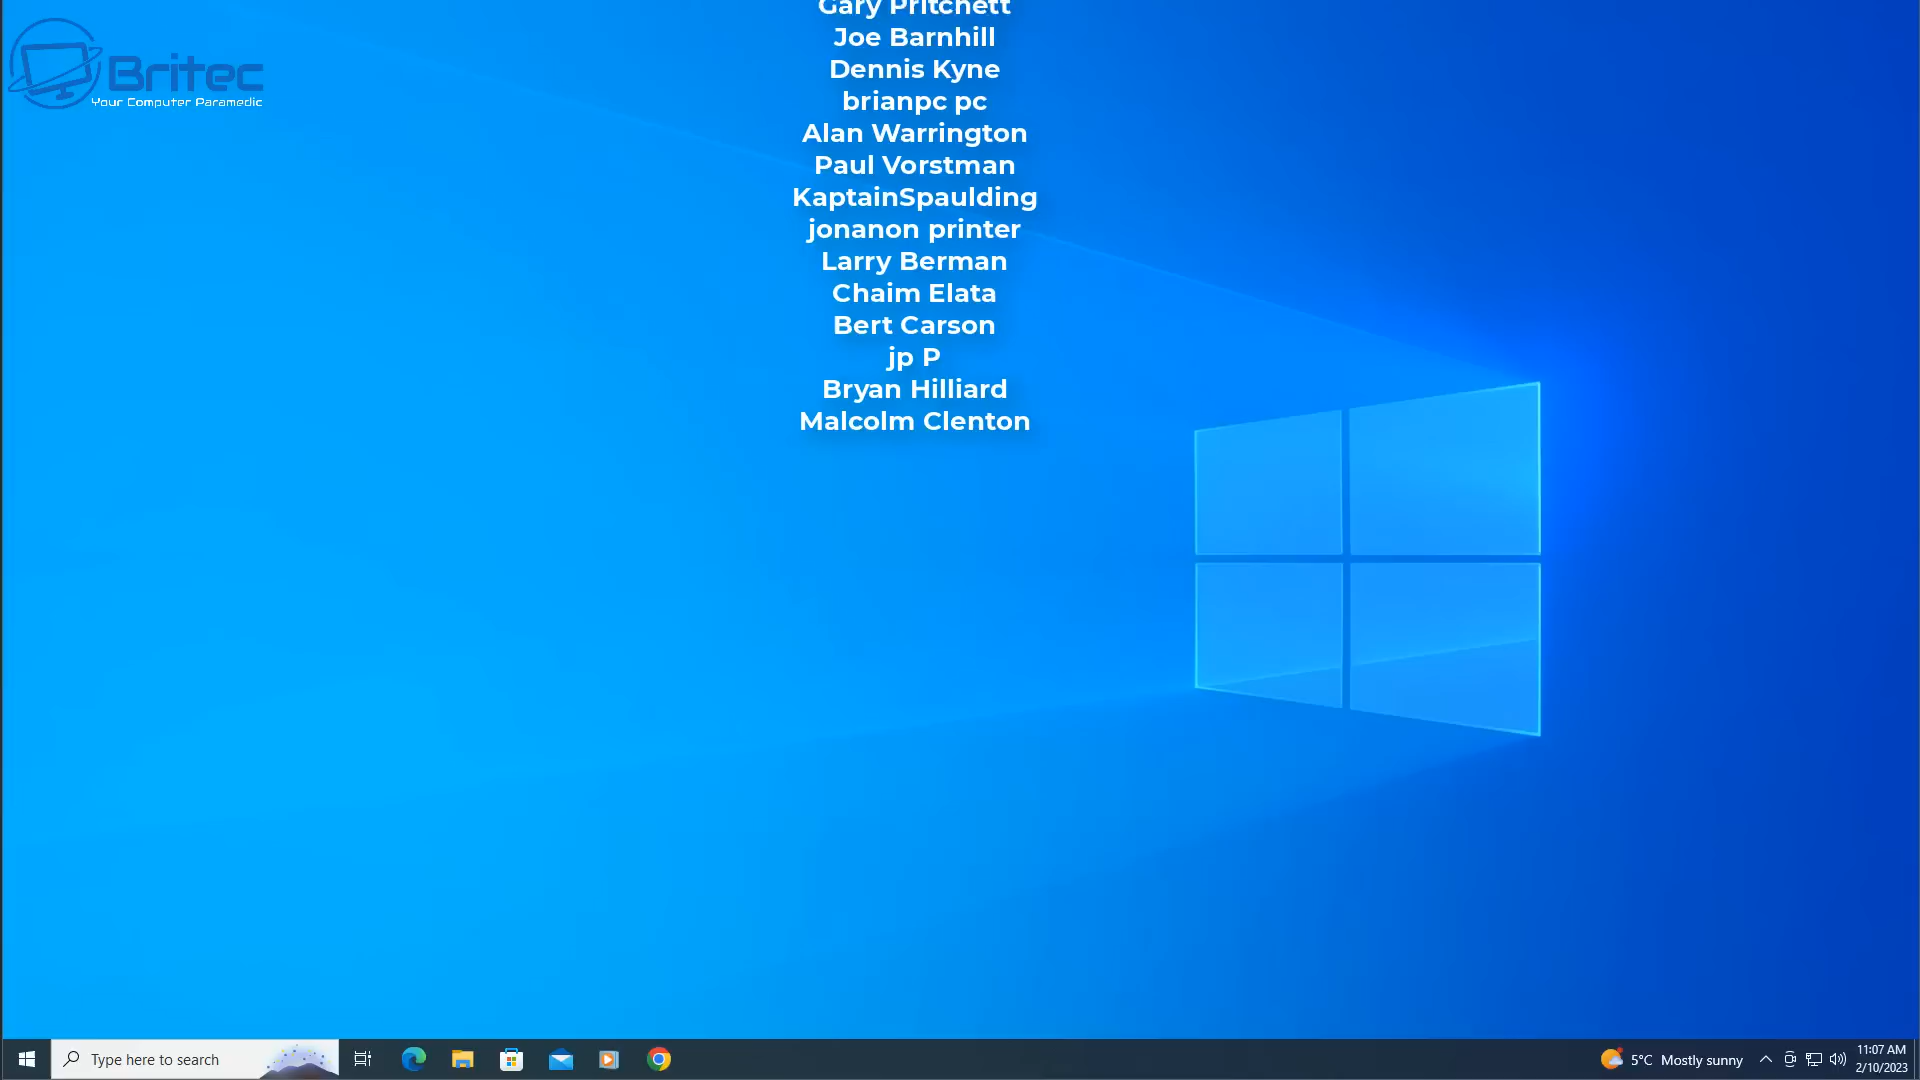 Gary Pritchett
Joe Barnhill
Dennis Kyne
brianpc pc
Alan Warrington
Paul Vorstman
KaptainSpaulding
jonanon printer
Larry Berman
Chaim Elata
Bert Carson
jp P
Bryan Hilliard
Malcolm Clenton
Britec
Your Computer Paramedic
Type here to search
5°C Mostly sunny
11:07 AM
2/10/2023